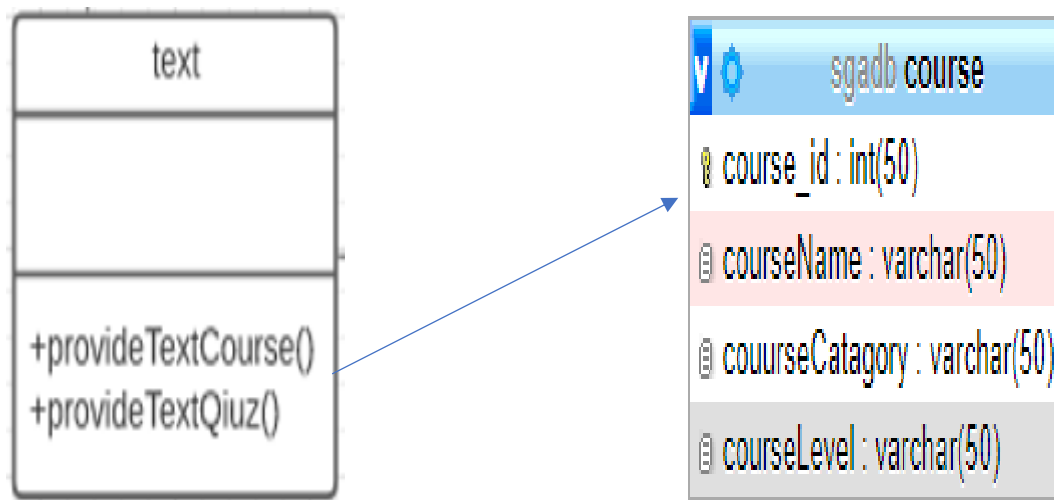 text
+provideTextCourse()
+provideTextQiuz()
sgadb course
course_id : int(50)
courseName : varchar(50)
couurseCatagory : varchar(50)
courseLevel : varchar(50)